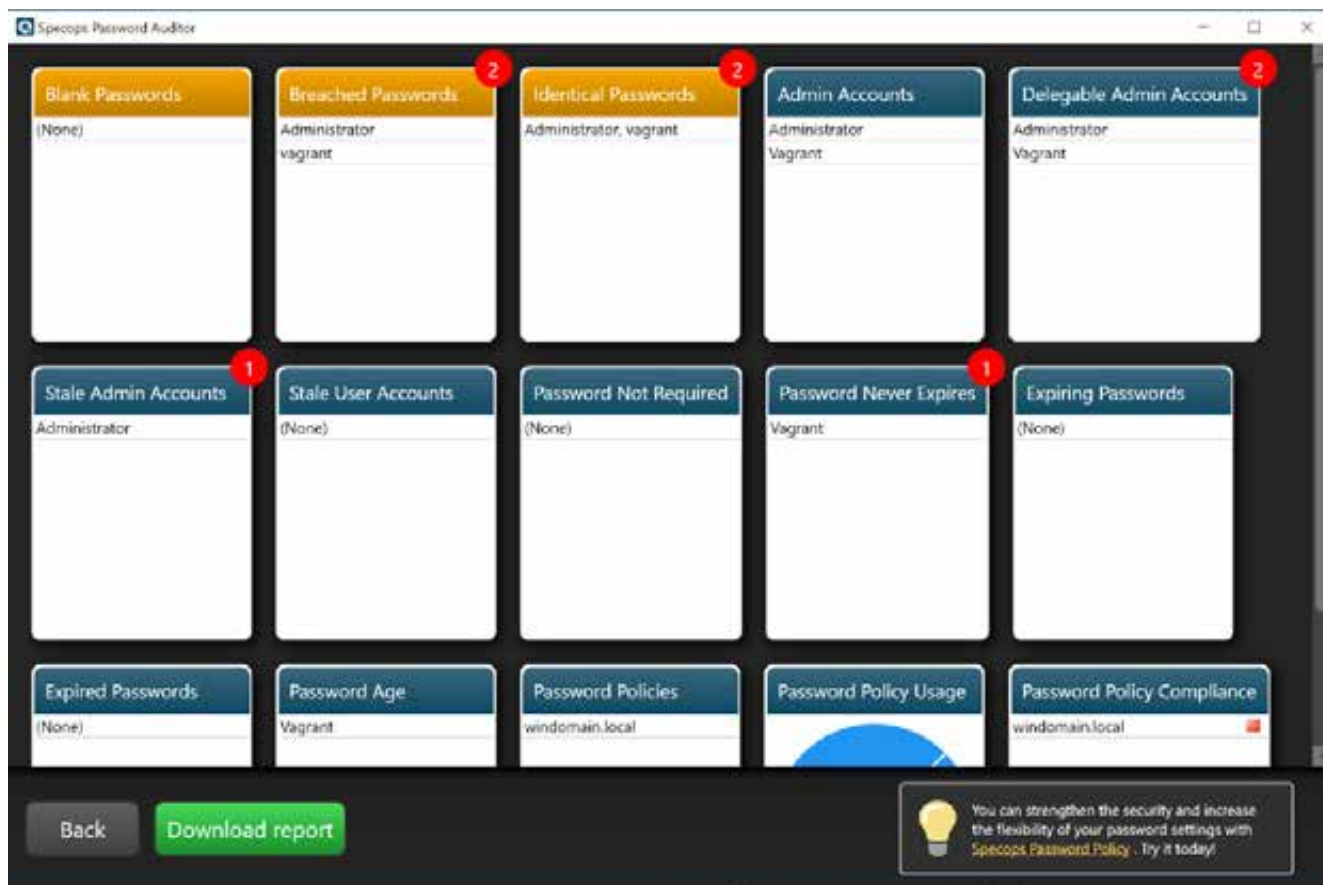 Specops Password Auditor
Blank Passwords
(None)
Breached Passwords
2
Administrator
vagrant
Identical Passwords
2
Administrator, vagrant
Admin Accounts
Administrator
Vagrant
Delegable Admin Accounts
2
Administrator
Vagrant
Stale Admin Accounts
1
Administrator
Stale User Accounts
(None)
Password Not Required
(None)
Password Never Expires
1
Vagrant
Expiring Passwords
(None)
Expired Passwords
(None)
Password Age
Vagrant
Password Policies
windomain.local
Password Policy Usage
Password Policy Compliance
windomain.local
Back
Download report
You can strengthen the security and increase
the flexibility of your password settings with
Specops Password Policy . Try it today!